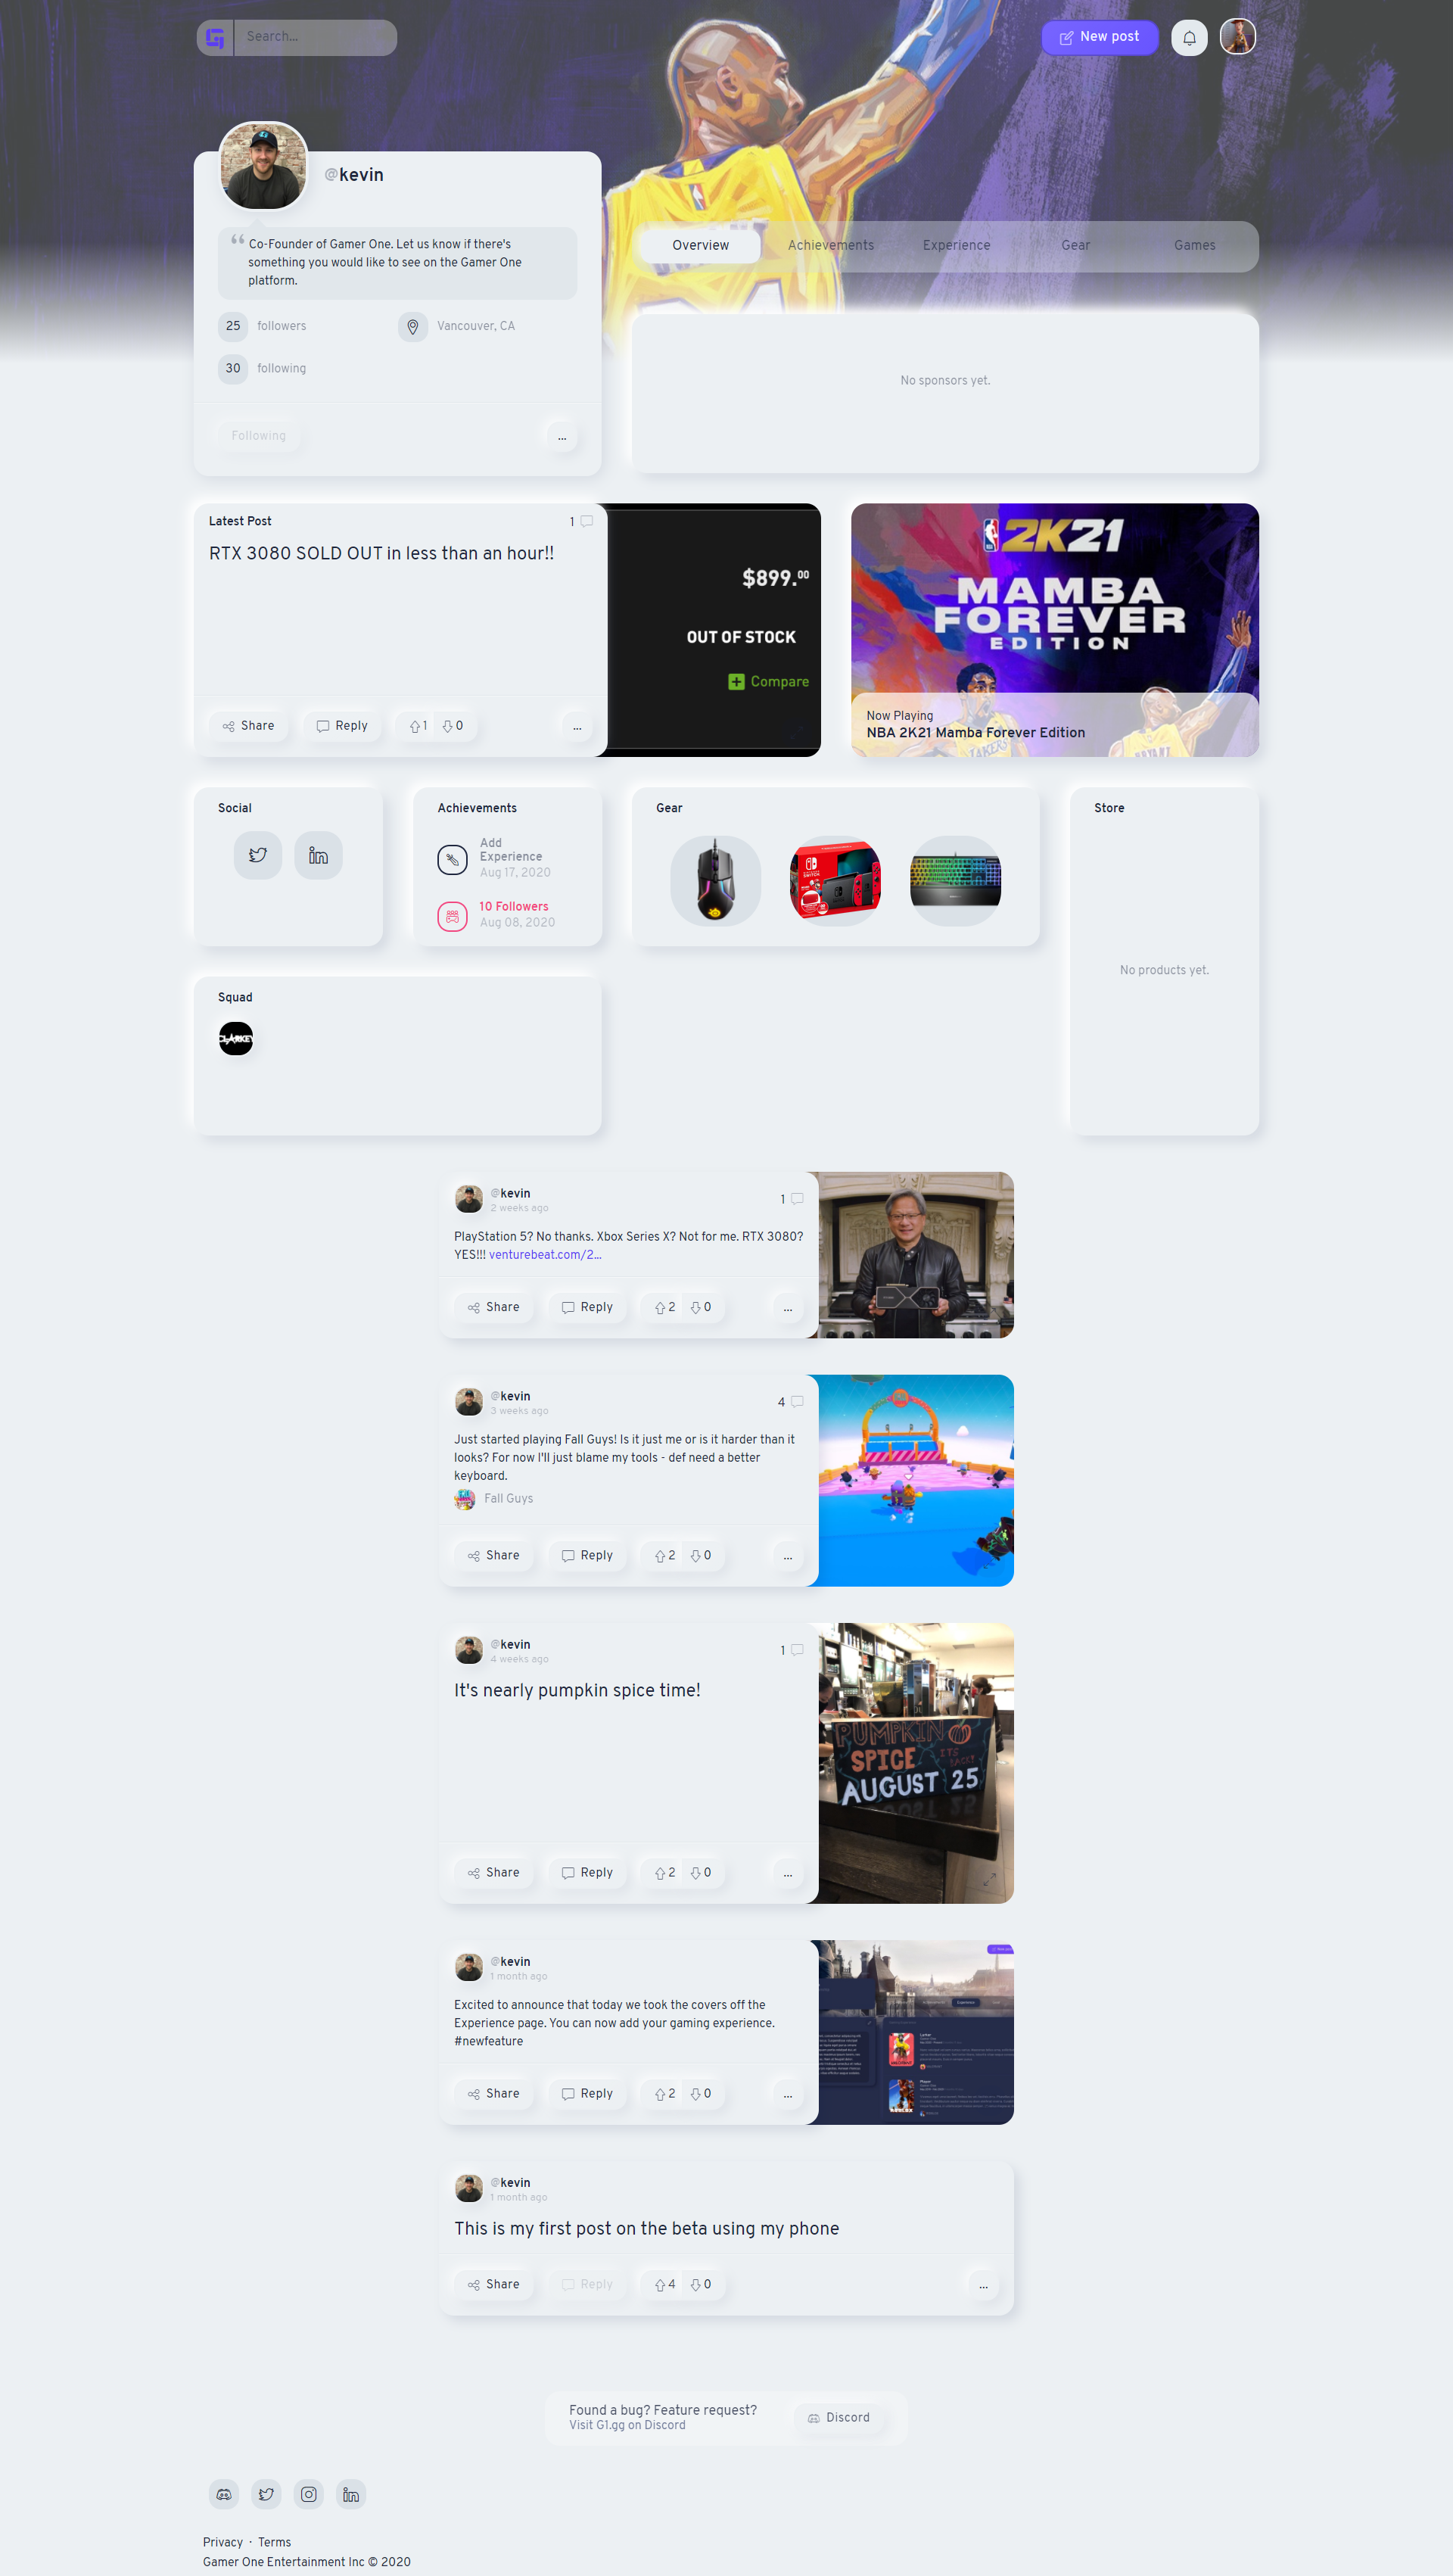 Search...
New post
@kevin
Co-Founder of Gamer One. Let us know if there's
something you would like to see on the Gamer One
platform.
25 followers
Vancouver, CA
30 following
Following
...
Overview
Achievements
Experience
Gear
Games
No sponsors yet.
Latest Post
1
RTX 3080 SOLD OUT in less than an hour!!
Share
Reply
1
0
...
$899.00
OUT OF STOCK
Compare
NBA 2K21
MAMBA
FOREVER
EDITION
Now Playing
NBA 2K21 Mamba Forever Edition
Social
Achievements
Add
Experience
Aug 17, 2020
10 Followers
Aug 08, 2020
Gear
Store
No products yet.
Squad
CLARKEY
@kevin
2 weeks ago
1
PlayStation 5? No thanks. Xbox Series X? Not for me. RTX 3080?
YES!!! venturebeat.com/2...
Share
Reply
2
0
...
@kevin
3 weeks ago
4
Just started playing Fall Guys! Is it just me or is it harder than it
looks? For now I'll just blame my tools - def need a better
keyboard.
Fall Guys
Share
Reply
2
0
...
@kevin
4 weeks ago
1
It's nearly pumpkin spice time!
Share
Reply
2
0
...
PUMPKIN
SPICE
ITS BACK!
AUGUST 25
@kevin
1 month ago
Excited to announce that today we took the covers off the
Experience page. You can now add your gaming experience.
#newfeature
Share
Reply
2
0
...
@kevin
1 month ago
This is my first post on the beta using my phone
Share
Reply
4
0
...
Found a bug? Feature request?
Visit G1.gg on Discord
Discord
Privacy · Terms
Gamer One Entertainment Inc © 2020